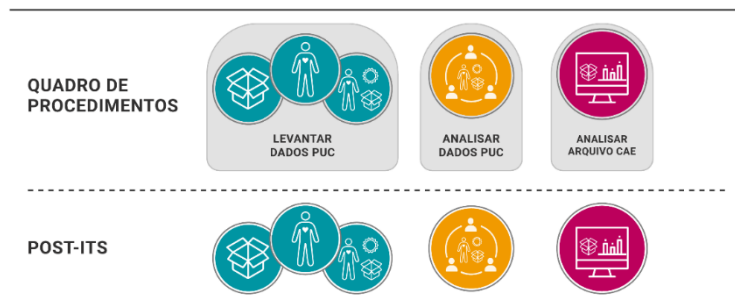 QUADRO DE
PROCEDIMENTOS
LEVANTAR
DADOS PUC
ANALISAR
DADOS PUC
ANALISAR
ARQUIVO CAE
POST-ITS